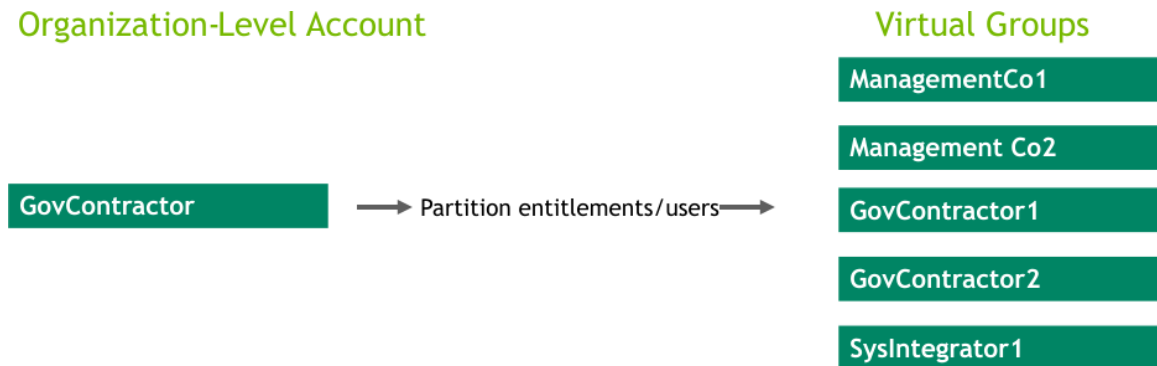 Organization-Level Account
Virtual Groups
ManagementCo1
Management Co2
GovContractor
Partition entitlements/users
GovContractor1
GovContractor2
SysIntegrator1